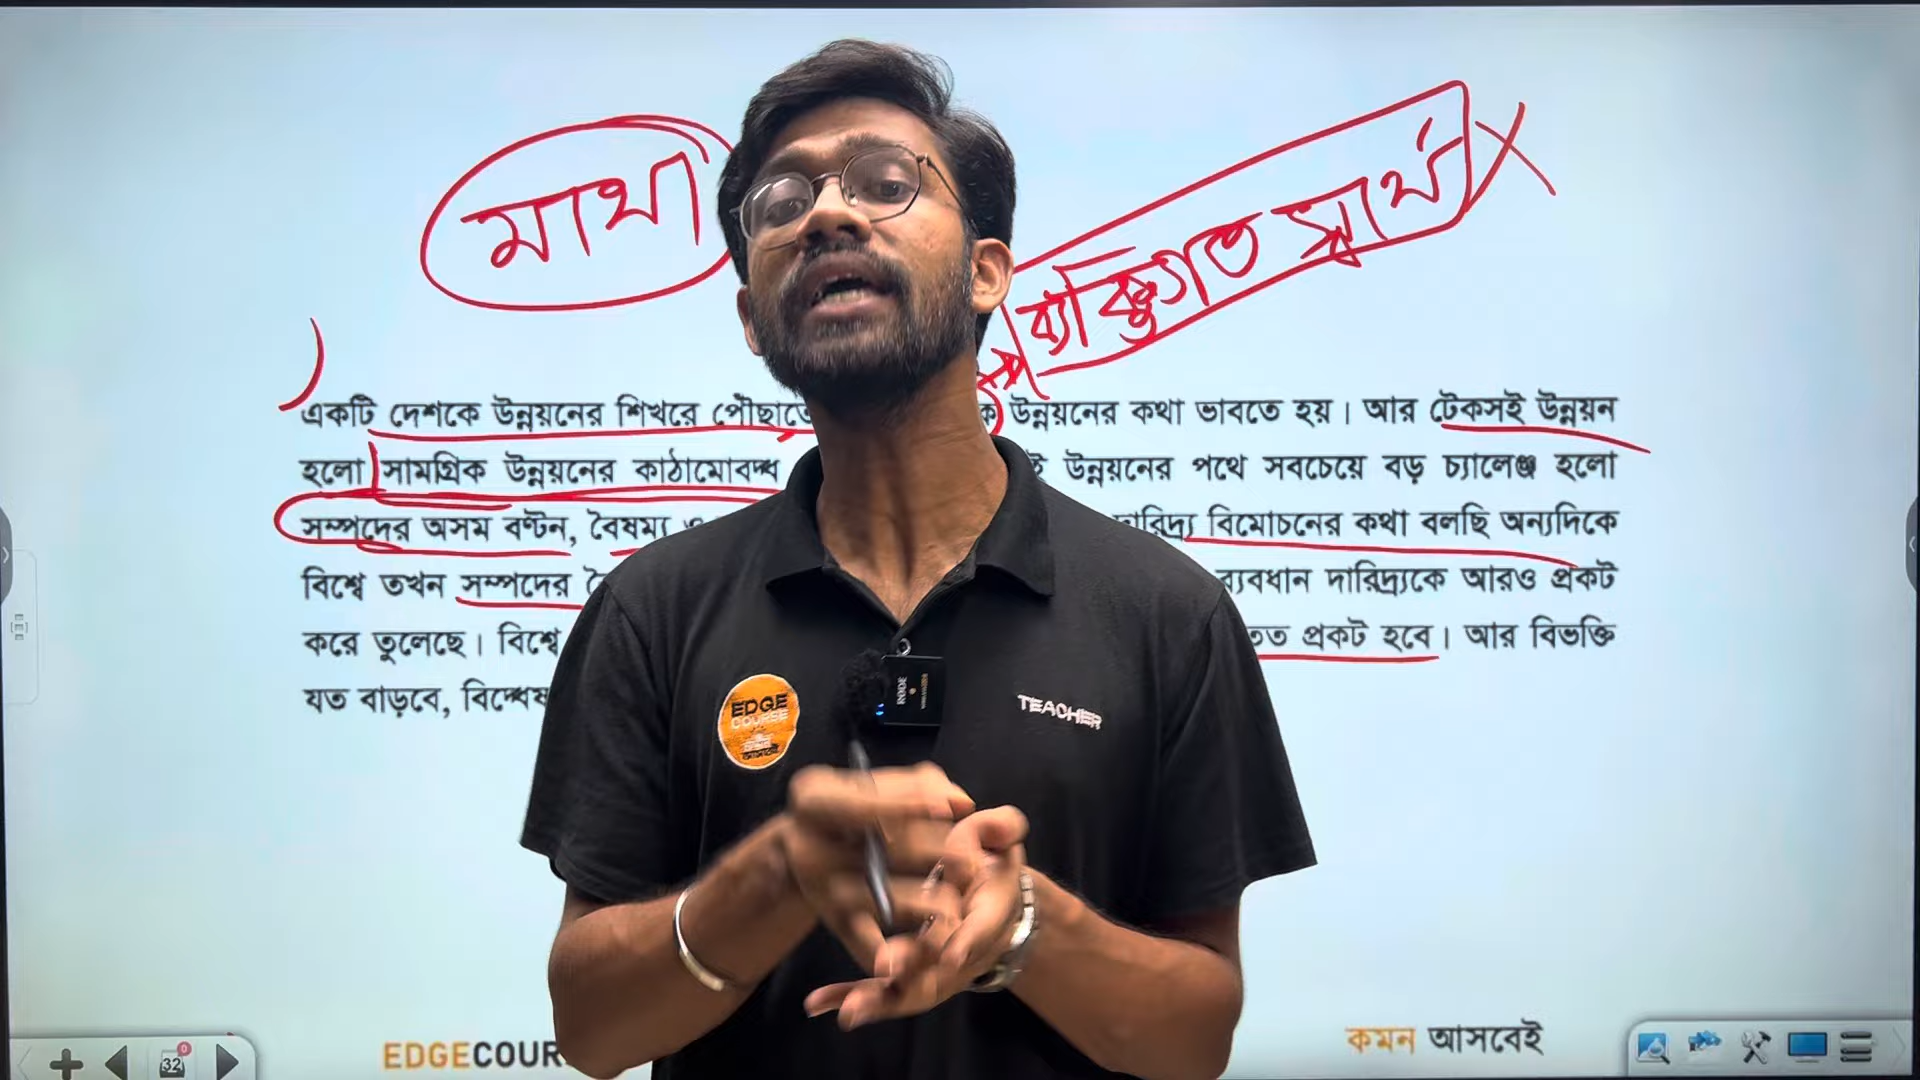 মাথা
ব্যক্তিগত স্বার্থ
একটি দেশকে উন্নয়নের শিখরে পৌঁছাতে উন্নয়নের কথা ভাবতে হয়। আর টেকসই উন্নয়ন
হলো সামগ্রিক উন্নয়নের কাঠামোবদ্ধ উন্নয়নের পথে সবচেয়ে বড় চ্যালেঞ্জ হলো
সম্পদের অসম বণ্টন, বৈষম্য ও দারিদ্র্য বিমোচনের কথা বলছি অন্যদিকে
বিশ্বে তখন সম্পদের ব্যবধান দারিদ্র্যকে আরও প্রকট
করে তুলেছে। বিশ্বে তত প্রকট হবে। আর বিভক্তি
যত বাড়বে, বিদ্বেষ
EDGE
COURSE
RODE
TEACHER
EDGECOUR
কমন আসবেই
32
0